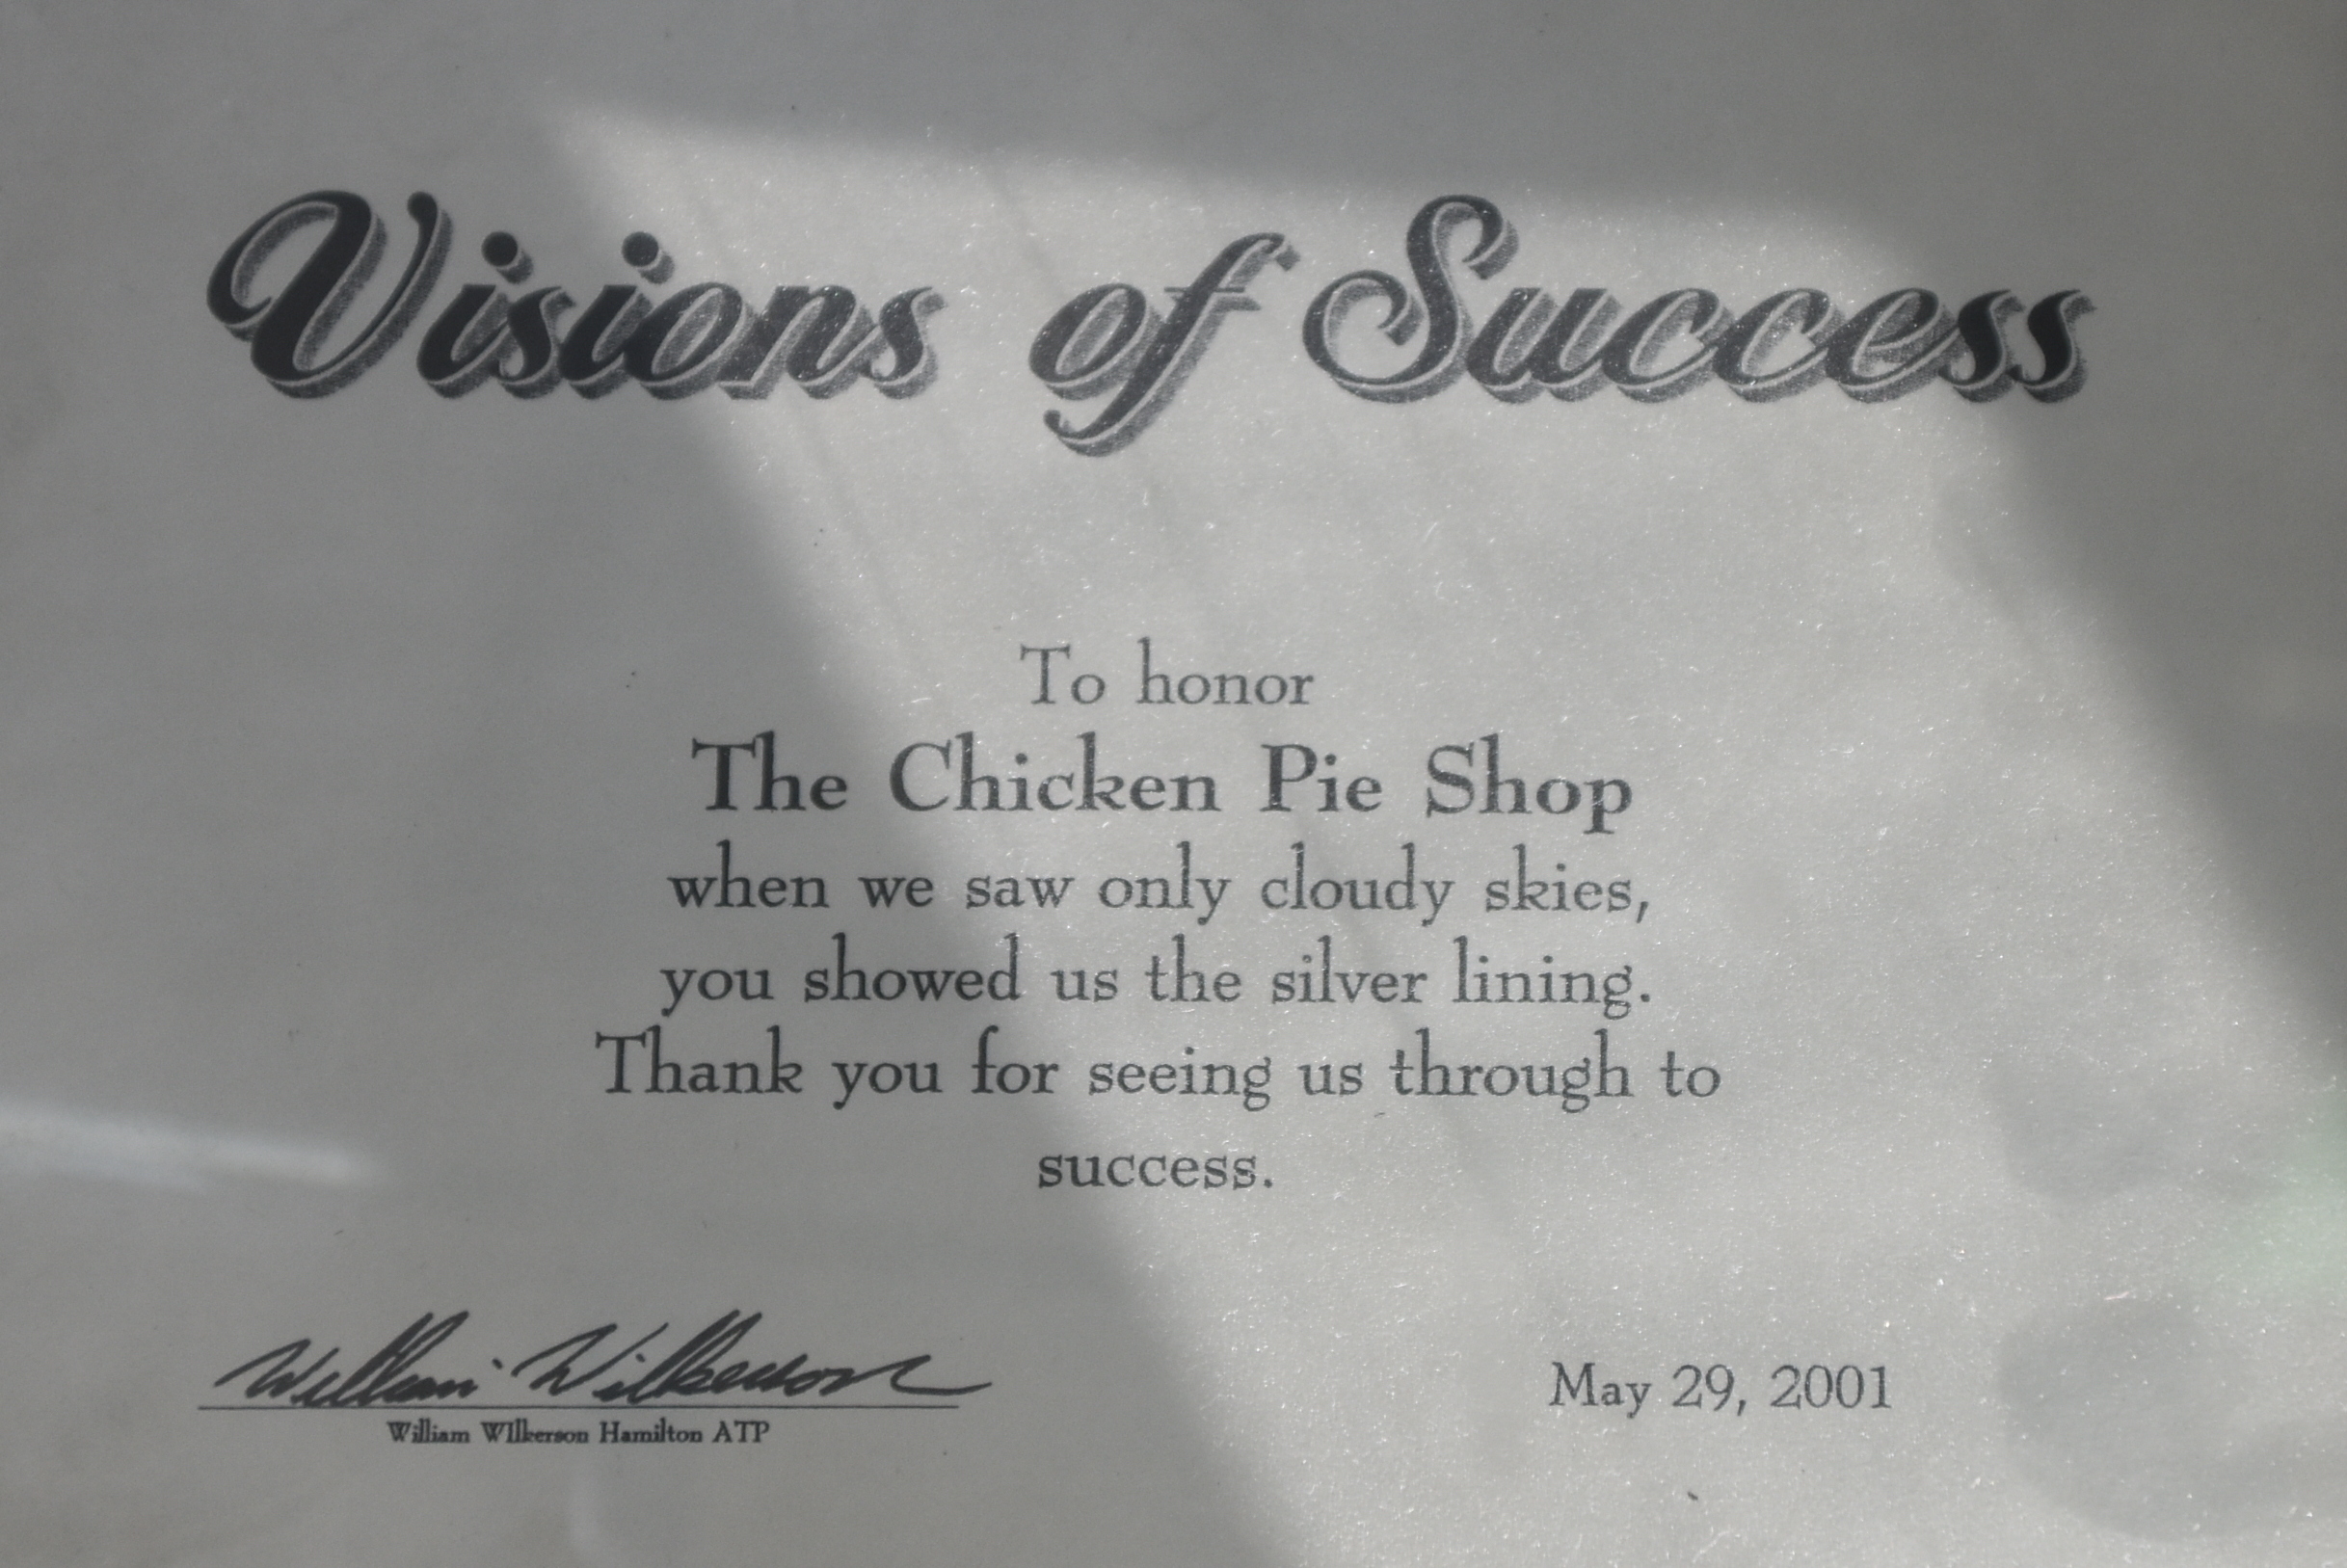 Visions of Success
To honor
The Chicken Pie Shop
when we saw only cloudy skies,
you showed us the silver lining.
Thank you for seeing us through to
success.
William Wilkerson
William WIlkerson Hamilton ATP
May 29, 2001